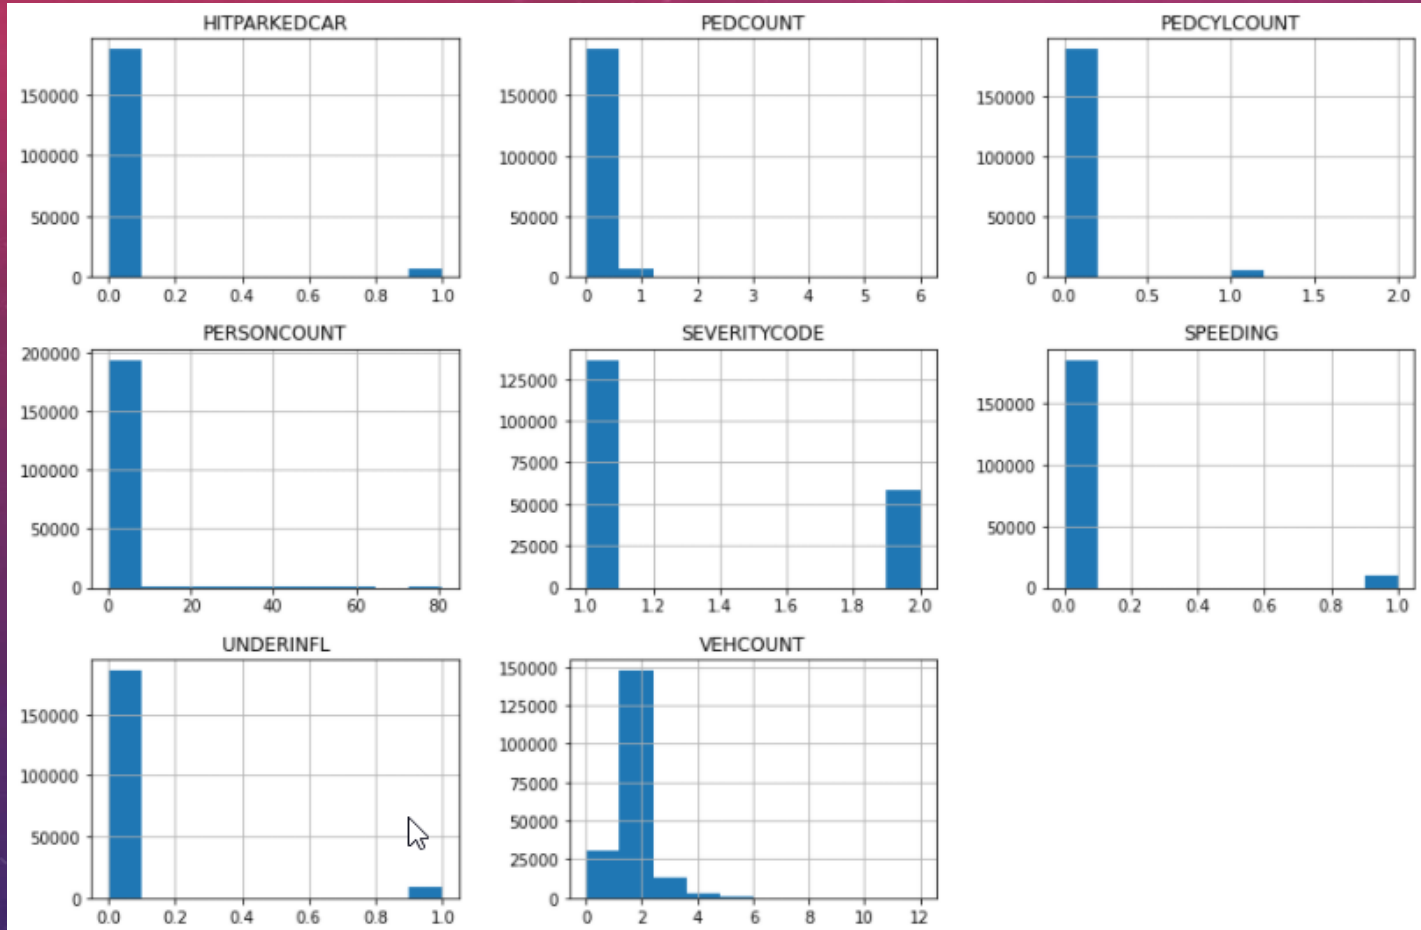 HITPARKEDCAR
150000
100000
50000
0
0.0 0.2 0.4 0.6 0.8 1.0
PEDCOUNT
150000
100000
50000
0
0 1 2 3 4 5 6
PEDCYLCOUNT
150000
100000
50000
0
0.0 0.5 1.0 1.5 2.0
PERSONCOUNT
200000
150000
100000
50000
0
0 20 40 60 80
SEVERITYCODE
125000
100000
75000
50000
25000
0
1.0 1.2 1.4 1.6 1.8 2.0
SPEEDING
150000
100000
50000
0
0.0 0.2 0.4 0.6 0.8 1.0
UNDERINFL
150000
100000
50000
0
0.0 0.2 0.4 0.6 0.8 1.0
VEHCOUNT
150000
125000
100000
75000
50000
25000
0
0 2 4 6 8 10 12